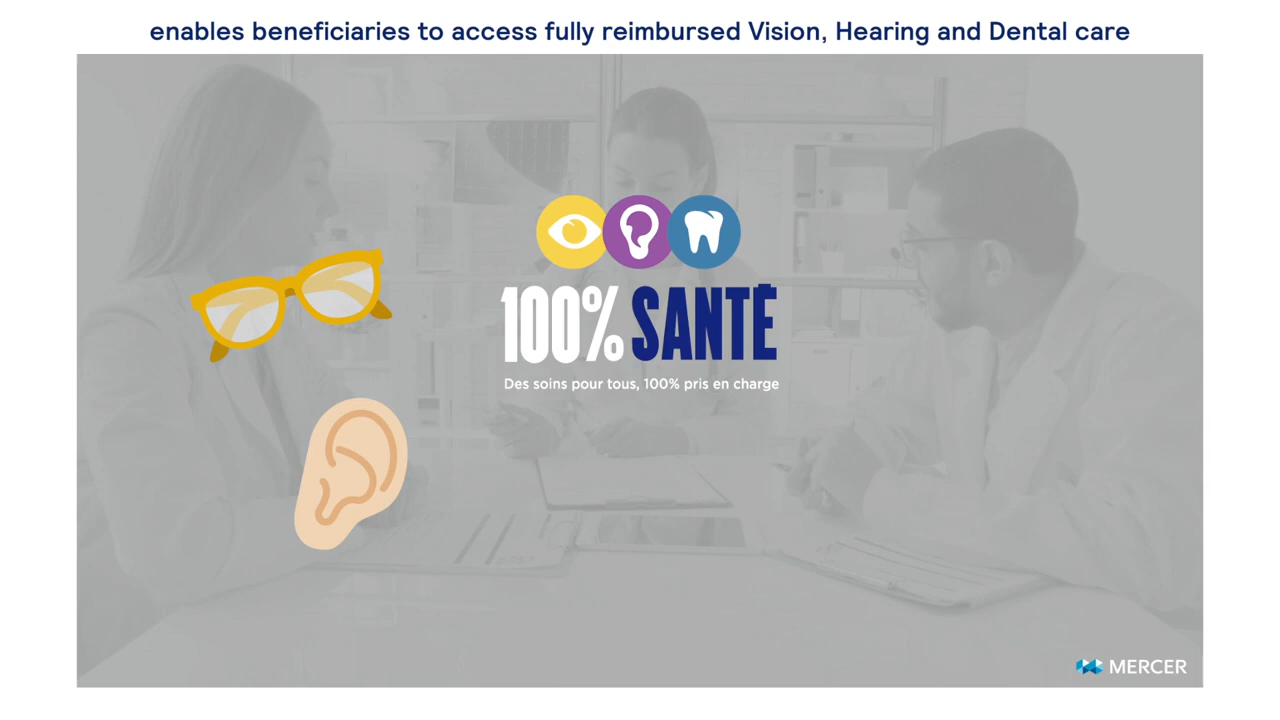 enables beneficiaries to access fully reimbursed Vision, Hearing and Dental care
100% SANTÉ
Des soins pour tous, 100% pris en charge
MERCER